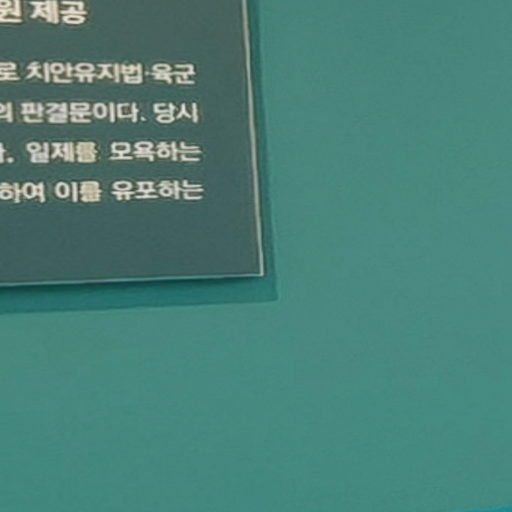 원 제공
로 치안유지법·육군
의 판결문이다. 당시
일제를 모욕하는
하여 이를 유포하는